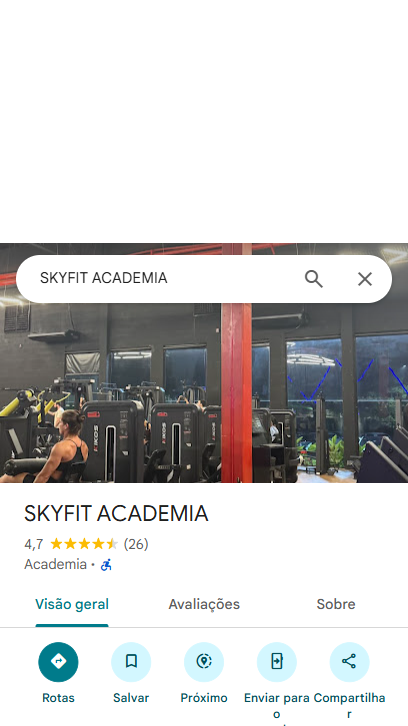 SKYFIT ACADEMIA
SKYFIT ACADEMIA
4,7 (26)
Academia ·
Visão geral Avaliações Sobre
Rotas Salvar Próximo Enviar para o Compartilhar